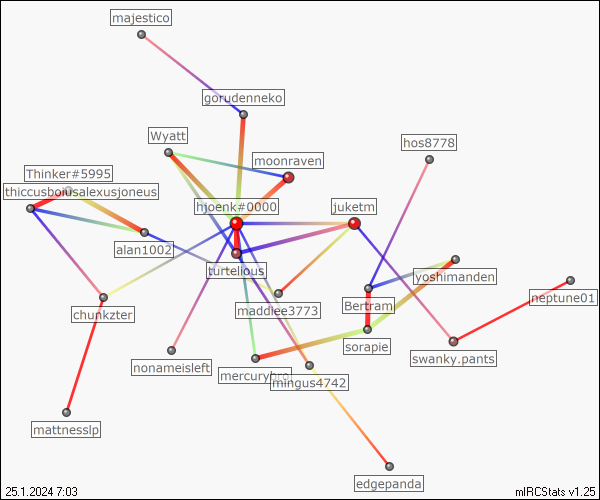 majestico
gorudenneko
Wyatt
hos8778
moonraven
Thinker#5995
thiccusboiusalexusjoneus
hjoenk#0000
juketm
alan1002
turtelious
yoshimanden
neptune01
maddiee3773
Bertram
chunkzter
sorapie
swanky.pants
nonameisleft
mercurybro
mingus4742
mattnesslp
edgepanda
25.1.2024 7:03
mIRCStats v1.25